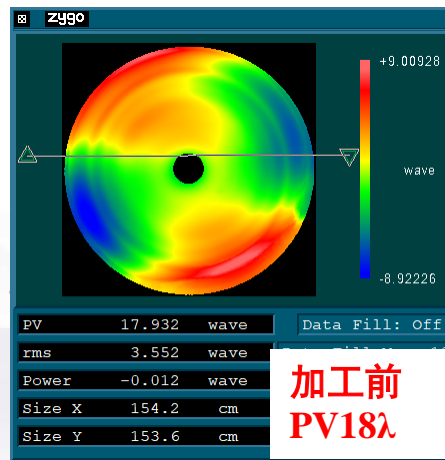 zygo
+9.00928
wave
-8.92226
PV 17.932 wave
Data Fill: Off
rms 3.552 wave
Power -0.012 wave
Size X 154.2 cm
Size Y 153.6 cm
加工前
PV18λ